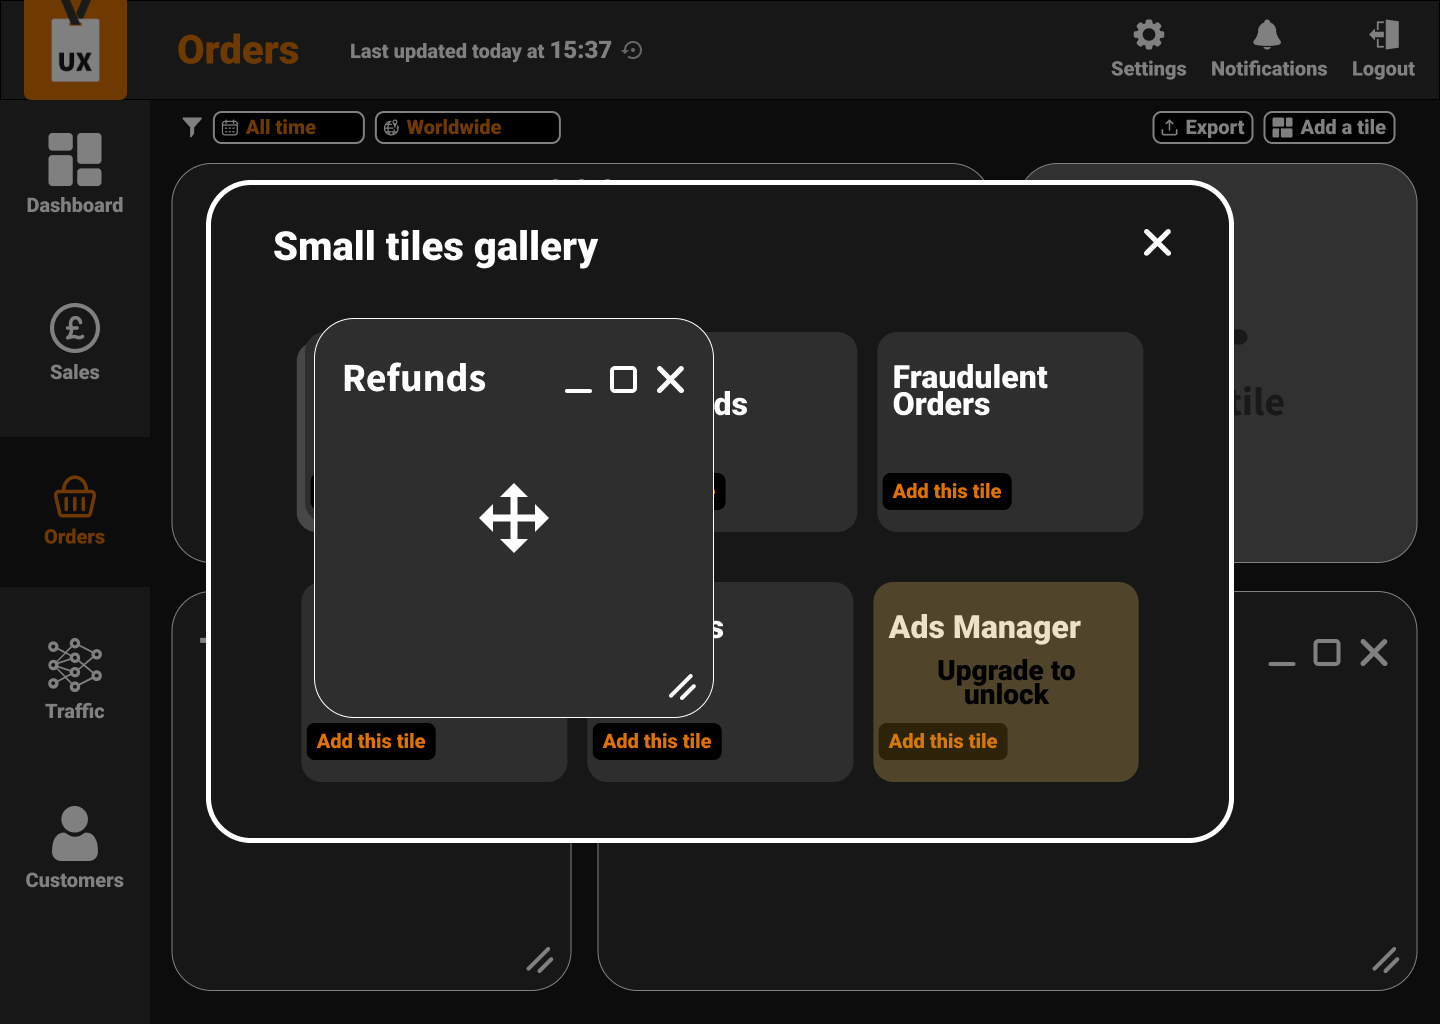 UX
Orders
Last updated today at 15:37
Settings
Notifications
Logout
All time
Worldwide
Export
Add a tile
Dashboard
Sales
Orders
Traffic
Customers
Small tiles gallery
Refunds
ds
Fraudulent
Orders
tile
Add this tile
s
Ads Manager
Upgrade to
unlock
Add this tile
Add this tile
Add this tile